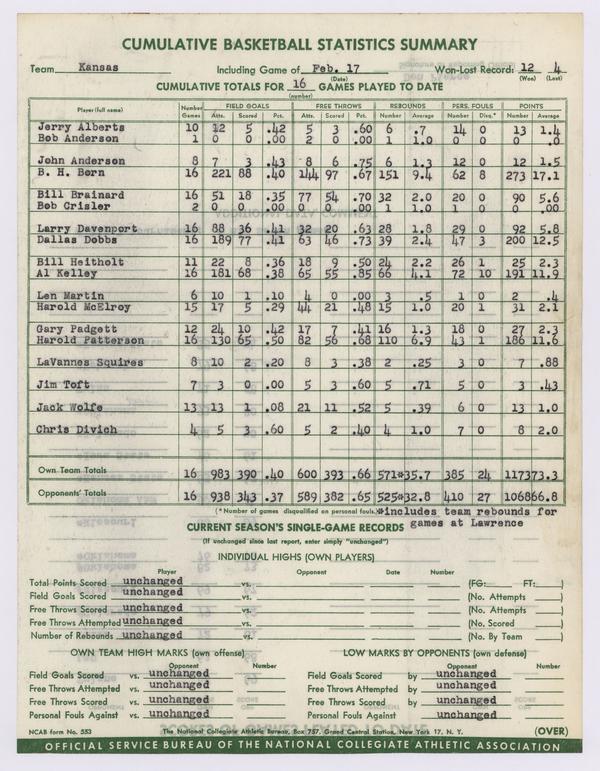 CUMULATIVE BASKETBALL STATISTICS SUMMARY
Team Kansas Including Game of Feb. 17 Won-Lost Record: 12 4
(Date) (Won) (Lost)
CUMULATIVE TOTALS FOR 16 GAMES PLAYED TO DATE
(number)
Player (full name) Number Games FIELD GOALS FREE THROWS REBOUNDS PERS. FOULS POINTS
Atts. Scored Pct. Atts. Scored Pct. Number Average Number Disq.* Number Average
Jerry Alberts 10 12 5 .42 5 3 .60 6 .7 14 0 13 1.4
Bob Anderson 1 0 0 .00 2 0 .00 1 1.0 0 0 0 .0
John Anderson 8 7 3 .43 8 6 .75 6 1.3 12 0 12 1.5
B. H. Born 16 221 88 .40 144 97 .67 151 9.4 62 8 273 17.1
Bill Brainard 16 51 18 .35 77 54 .70 32 2.0 20 0 90 5.6
Bob Crisler 2 0 0 .00 0 0 .00 1 1.0 1 0 0 .00
Larry Davenport 16 88 36 .41 32 20 .63 28 1.8 29 0 92 5.8
Dallas Dobbs 16 189 77 .41 63 46 .73 39 2.4 47 3 200 12.5
Bill Heitholt 11 22 8 .36 18 9 .50 24 2.2 26 1 25 2.3
Al Kelley 16 181 68 .38 65 55 .85 66 4.1 72 10 191 11.9
Len Martin 6 10 1 .10 4 0 .00 3 .5 1 0 2 .4
Harold McElroy 15 17 5 .29 44 21 .48 15 1.0 20 1 31 2.1
Gary Padgett 12 24 10 .42 17 7 .41 16 1.3 18 0 27 2.3
Harold Patterson 16 130 65 .50 82 56 .68 110 6.9 43 1 186 11.6
LaVannes Squires 8 10 2 .20 8 3 .38 2 .25 3 0 7 .88
Jim Toft 7 3 0 .00 5 3 .60 5 .71 5 0 3 .43
Jack Wolfe 13 13 1 .08 21 11 .52 5 .39 6 0 13 1.0
Chris Divich 4 5 3 .60 5 2 .40 4 1.0 7 0 8 2.0
Own Team Totals 16 983 390 .40 600 393 .66 571*35.7 385 24 117373.3
Opponents' Totals 16 938 343 .37 589 382 .65 525*32.8 410 27 106866.8
(*Number of games disqualified on personal fouls.) *includes team rebounds for
games at Lawrence
CURRENT SEASON'S SINGLE-GAME RECORDS
(If unchanged since last report, enter simply "unchanged")
INDIVIDUAL HIGHS (OWN PLAYERS)
Player Opponent Date Number
Total Points Scored unchanged vs. (FG: FT: )
Field Goals Scored unchanged vs. (No. Attempts )
Free Throws Scored unchanged vs. (No. Attempts )
Free Throws Attempted unchanged vs. (No. Scored )
Number of Rebounds unchanged vs. (No. By Team )
OWN TEAM HIGH MARKS (own offense) LOW MARKS BY OPPONENTS (own defense)
Opponent Number Opponent Number
Field Goals Scored vs. unchanged Field Goals Scored by unchanged
Free Throws Attempted vs. unchanged Free Throws Attempted by unchanged
Free Throws Scored vs. unchanged Free Throws Scored by unchanged
Personal Fouls Against vs. unchanged Personal Fouls Against by unchanged
NCAB form No. 553 The National Collegiate Athletic Bureau, Box 757, Grand Central Station, New York 17, N. Y. (OVER)
OFFICIAL SERVICE BUREAU OF THE NATIONAL COLLEGIATE ATHLETIC ASSOCIATION